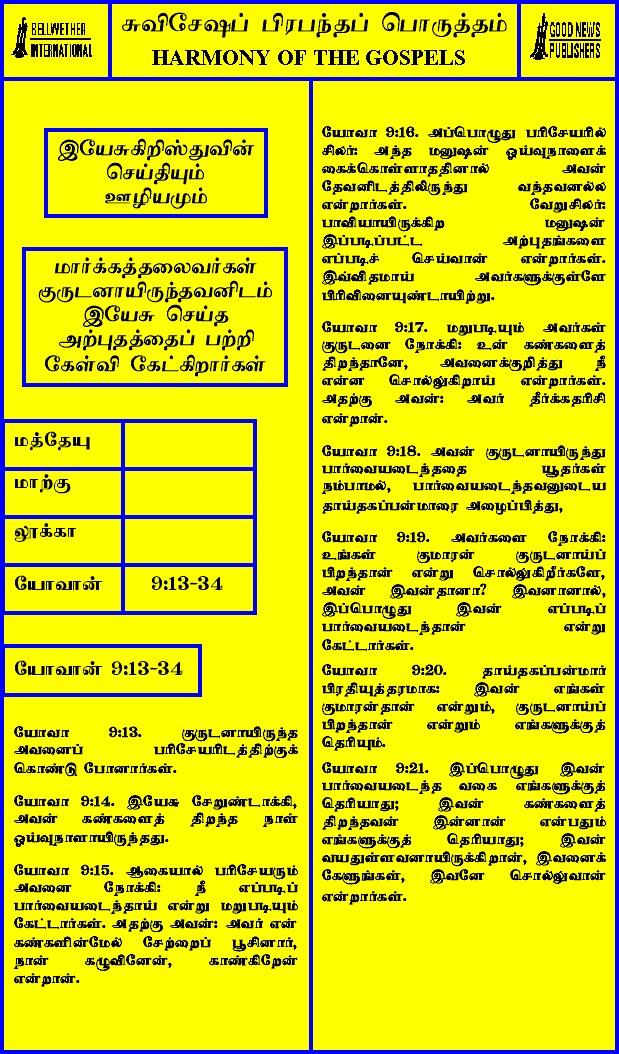 BELLWETHER
INTERNATIONAL
சுவிசேஷப் பிரபந்தப் பொருத்தம்
HARMONY OF THE GOSPELS
GOOD NEWS
PUBLISHERS
இயேசுகிறிஸ்துவின்
செய்தியும்
ஊழியமும்
மார்க்கத்தலைவர்கள்
குருடனாயிருந்தவனிடம்
இயேசு செய்த
அற்புதத்தைப் பற்றி
கேள்வி கேட்கிறார்கள்
மத்தேயு
மாற்கு
லூக்கா
யோவான் 9:13-34
யோவான் 9:13-34
யோவா 9:13. குருடனாயிருந்த
அவனைப் பரிசேயரிடத்திற்குக்
கொண்டு போனார்கள்.
யோவா 9:14. இயேசு சேறுண்டாக்கி,
அவன் கண்களைத் திறந்த நாள்
ஓய்வுநாளாயிருந்தது.
யோவா 9:15. ஆகையால் பரிசேயரும்
அவனை நோக்கி: நீ எப்படிப்
பார்வையடைந்தாய் என்று மறுபடியும்
கேட்டார்கள். அதற்கு அவன்: அவர் என்
கண்களின்மேல் சேற்றைப் பூசினார்,
நான் கழுவினேன், காண்கிறேன்
என்றான்.
யோவா 9:16. அப்பொழுது பரிசேயரில்
சிலர்: அந்த மனுஷன் ஓய்வுநாளைக்
கைக்கொள்ளாததினால் அவன்
தேவனிடத்திலிருந்து வந்தவனல்ல
என்றார்கள். வேறுசிலர்:
பாவியாயிருக்கிற மனுஷன்
இப்படிப்பட்ட அற்புதங்களை
எப்படிச் செய்வான் என்றார்கள்.
இவ்விதமாய் அவர்களுக்குள்ளே
பிரிவினையுண்டாயிற்று.
யோவா 9:17. மறுபடியும் அவர்கள்
குருடனை நோக்கி: உன் கண்களைத்
திறந்தானே, அவனைக்குறித்து நீ
என்ன சொல்லுகிறாய் என்றார்கள்.
அதற்கு அவன்: அவர் தீர்க்கதரிசி
என்றான்.
யோவா 9:18. அவன் குருடனாயிருந்து
பார்வையடைந்ததை யூதர்கள்
நம்பாமல், பார்வையடைந்தவனுடைய
தாய்தகப்பன்மாரை அழைப்பித்து,
யோவா 9:19. அவர்களை நோக்கி:
உங்கள் குமாரன் குருடனாய்ப்
பிறந்தான் என்று சொல்லுகிறீர்களே,
அவன் இவன்தானா? இவனானால்,
இப்பொழுது இவன் எப்படிப்
பார்வையடைந்தான் என்று
கேட்டார்கள்.
யோவா 9:20. தாய்தகப்பன்மார்
பிரதியுத்தரமாக: இவன் எங்கள்
குமாரன்தான் என்றும், குருடனாய்ப்
பிறந்தான் என்றும் எங்களுக்குத்
தெரியும்.
யோவா 9:21. இப்பொழுது இவன்
பார்வையடைந்த வகை எங்களுக்குத்
தெரியாது; இவன் கண்களைத்
திறந்தவன் இன்னான் என்பதும்
எங்களுக்குத் தெரியாது; இவன்
வயதுள்ளவனாயிருக்கிறான், இவனைக்
கேளுங்கள், இவனே சொல்லுவான்
என்றார்கள்.